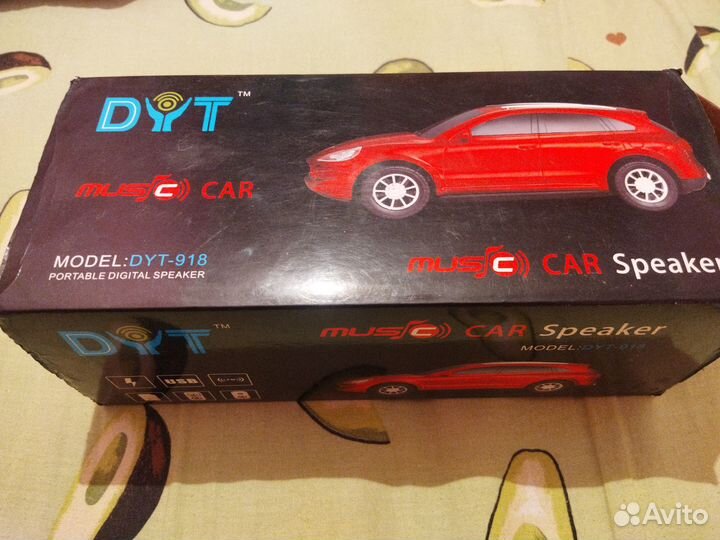 DYT™
music CAR
MODEL:DYT-918
PORTABLE DIGITAL SPEAKER
music CAR Speaker
DYT™
music CAR Speaker
MODEL:DYT-918
USB
Avito